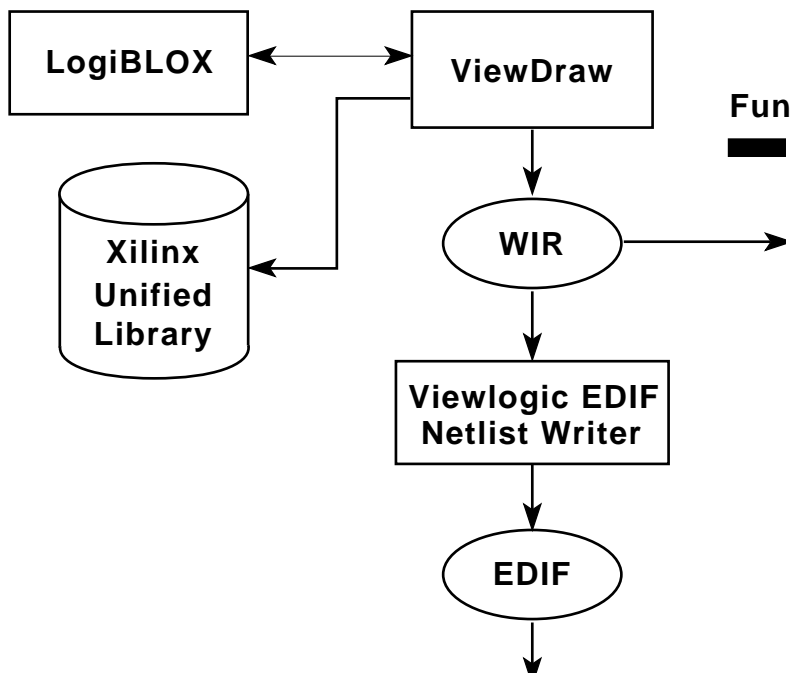 LogiBLOX
ViewDraw
Fun
Xilinx
Unified
Library
WIR
Viewlogic EDIF
Netlist Writer
EDIF